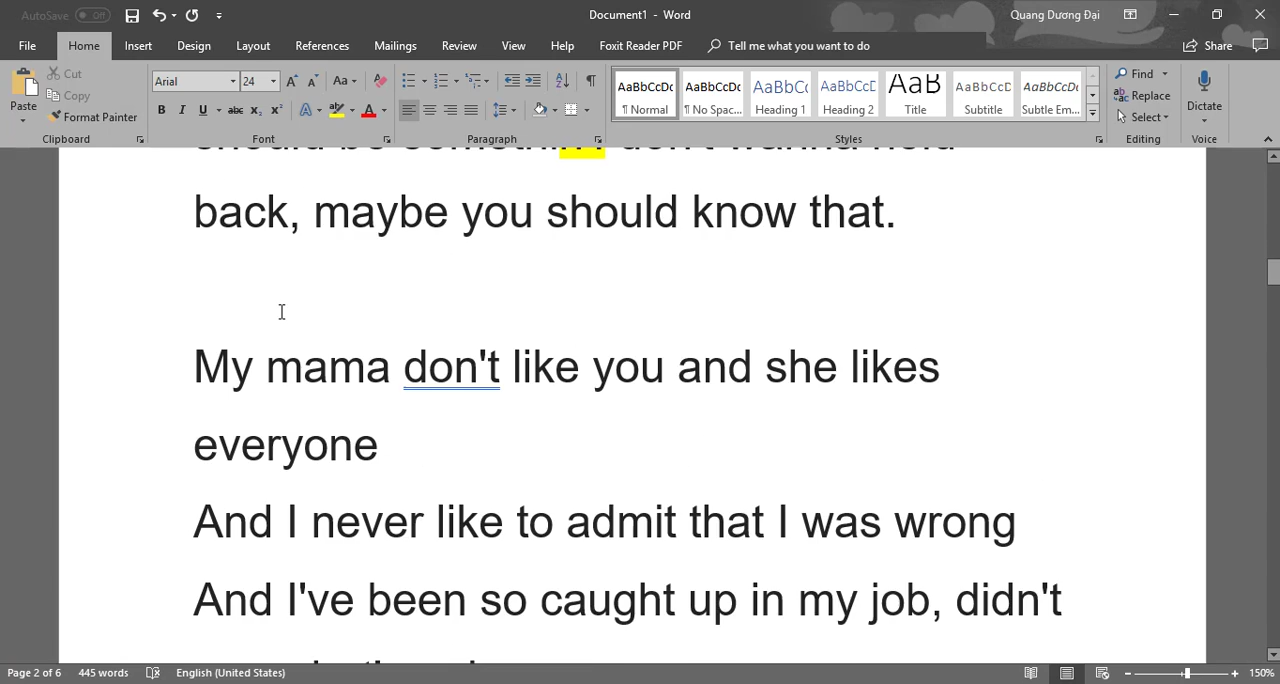 AutoSave Off Document1 - Word Quang Dương Đại
File Home Insert Design Layout References Mailings Review View Help Foxit Reader PDF Tell me what you want to do Share
Paste Cut Copy Format Painter
Arial 24 Aa
B I U abc x₂ x² A A
AaBbCcDc AaBbCcDc AaBbCc AaBbCcD AaB AaBbCcD AaBbCcDc
¶ Normal ¶ No Spac... Heading 1 Heading 2 Title Subtitle Subtle Em...
Find Replace Select
Dictate
Clipboard Font Paragraph Styles Editing Voice
back, maybe you should know that.
My mama don't like you and she likes
everyone
And I never like to admit that I was wrong
And I've been so caught up in my job, didn't
Page 2 of 6 445 words English (United States) 150%